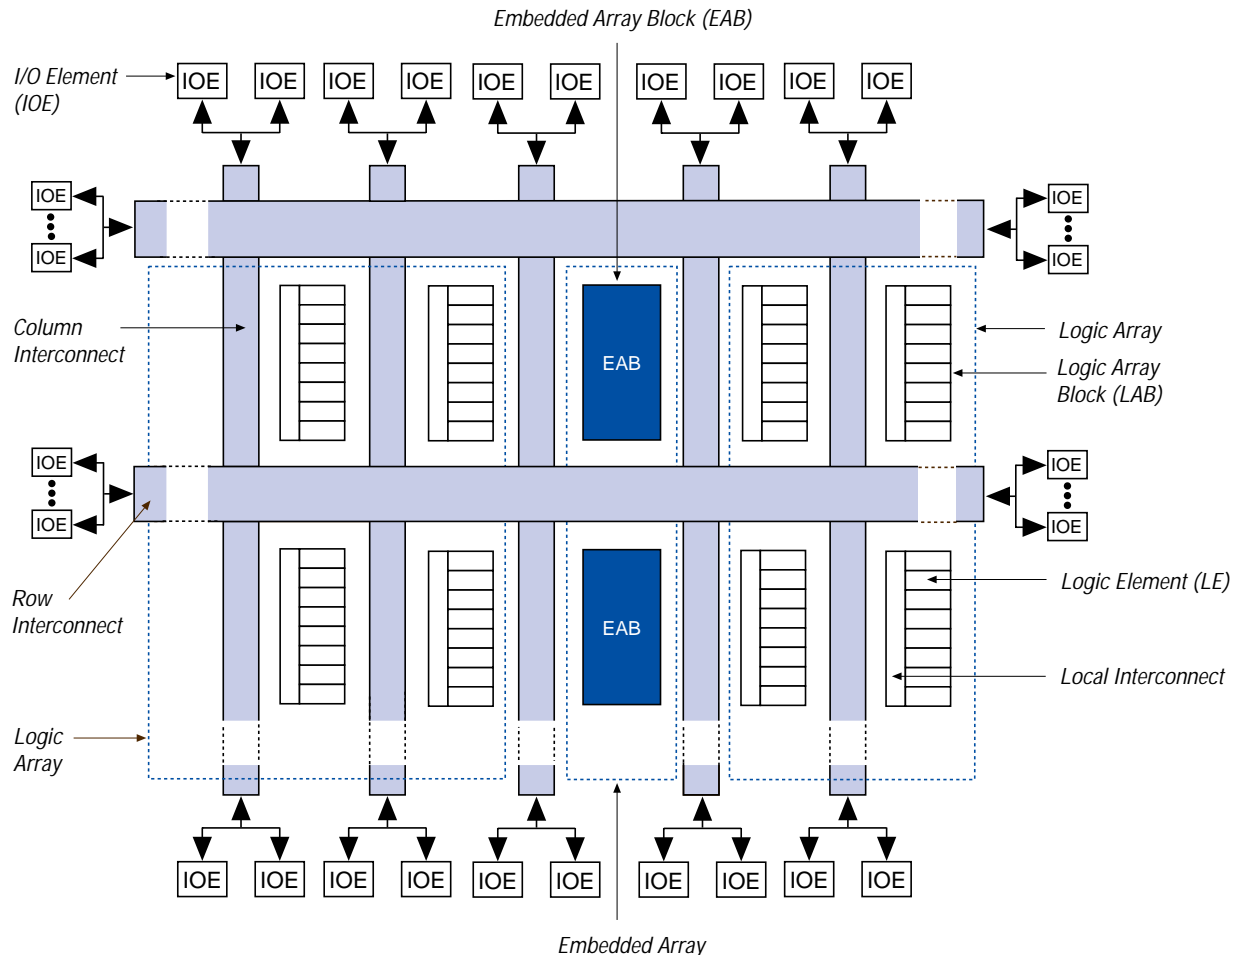 Embedded Array Block (EAB)
I/O Element
(IOE)
IOE IOE IOE IOE IOE IOE IOE IOE IOE IOE
IOE IOE
IOE IOE
Column
Interconnect
EAB
Logic Array
Logic Array
Block (LAB)
IOE IOE
IOE IOE
Row
Interconnect
EAB
Logic Element (LE)
Local Interconnect
Logic
Array
IOE IOE IOE IOE IOE IOE IOE IOE IOE IOE
Embedded Array